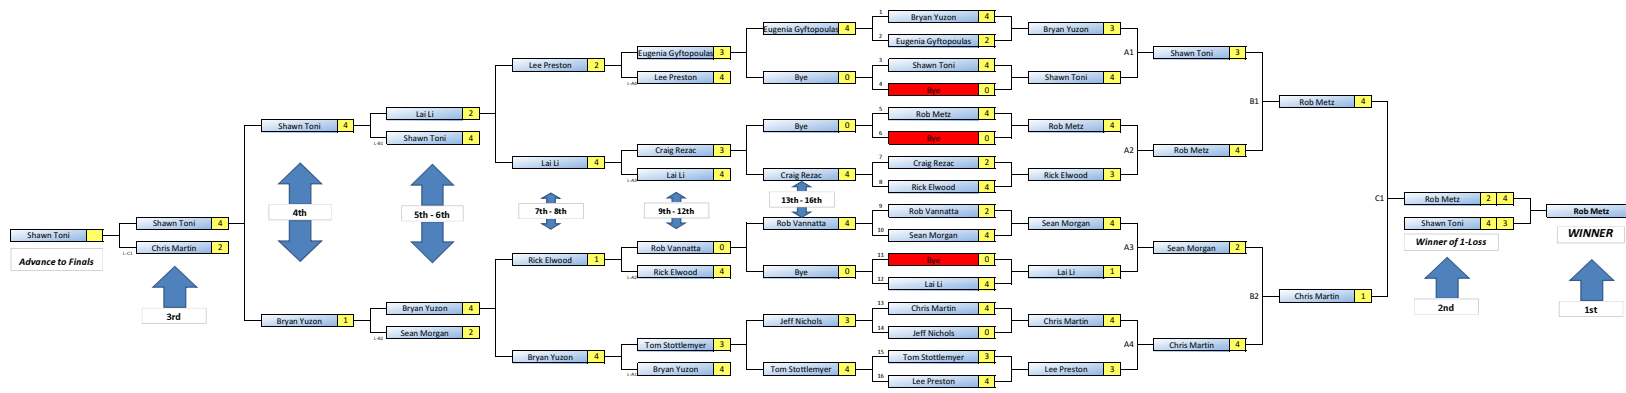 1 Bryan Yuzon 4
Eugenia Gyftopoulas 4
Bryan Yuzon 3
2 Eugenia Gyftopoulas 2
Eugenia Gyftopoulas 3
A1 Shawn Toni 3
Lee Preston 2
3 Shawn Toni 4
Lee Preston 4
Bye 0
Shawn Toni 4
4 Bye 0
B1 Rob Metz 4
Lai Li 2
5 Rob Metz 4
Shawn Toni 4
Bye 0
Rob Metz 4
L-B1 Shawn Toni 4
6 Bye 0
Craig Rezac 3
A2 Rob Metz 4
Lai Li 4
7 Craig Rezac 2
Lai Li 4
Craig Rezac 4
Rick Elwood 3
8 Rick Elwood 4
4th
5th - 6th
7th - 8th
9th - 12th
13th - 16th
C1 Rob Metz 2 4
9 Rob Vannatta 2
Rob Metz
Shawn Toni 4
Rob Vannatta 4
Sean Morgan 4
Shawn Toni 4 3
Shawn Toni
10 Sean Morgan 4
WINNER
L-C1 Chris Martin 2
Rob Vannatta 0
A3 Sean Morgan 2
Winner of 1-Loss
Advance to Finals
Rick Elwood 1
11 Bye 0
Rick Elwood 4
Bye 0
Lai Li 1
12 Lai Li 4
B2 Chris Martin 1
Bryan Yuzon 4
13 Chris Martin 4
2nd
1st
3rd
Bryan Yuzon 1
Jeff Nichols 3
Chris Martin 4
L-B2 Sean Morgan 2
14 Jeff Nichols 0
Tom Stottlemyer 3
A4 Chris Martin 4
Bryan Yuzon 4
15 Tom Stottlemyer 3
Bryan Yuzon 4
Tom Stottlemyer 4
Lee Preston 3
16 Lee Preston 4